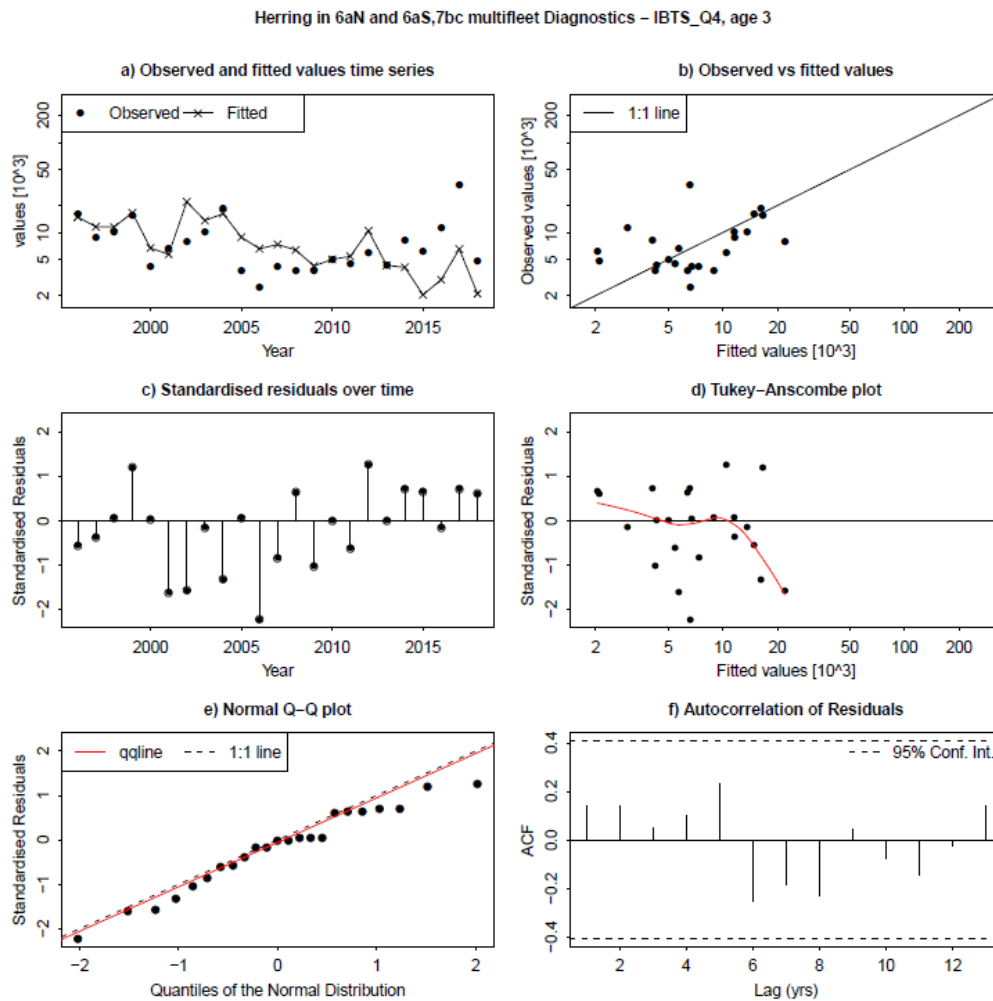 Herring in 6aN and 6aS,7bc multifleet Diagnostics – IBTS_Q4, age 3
a) Observed and fitted values time series
values [10^3]
200
50
20
10
5
2
Observed
Fitted
2000
2005
2010
2015
Year
b) Observed vs fitted values
Observed values [10^3]
200
50
20
10
5
2
1:1 line
2
5
10
20
50
100
200
Fitted values [10^3]
c) Standardised residuals over time
Standardised Residuals
2
1
0
−1
−2
2000
2005
2010
2015
Year
d) Tukey−Anscombe plot
Standardised Residuals
2
1
0
−1
−2
2
5
10
20
50
100
200
Fitted values [10^3]
e) Normal Q−Q plot
Standardised Residuals
2
1
0
−1
−2
qqline
1:1 line
−2
−1
0
1
2
Quantiles of the Normal Distribution
f) Autocorrelation of Residuals
ACF
0.4
0.2
0.0
−0.2
−0.4
95% Conf. Int.
2
4
6
8
10
12
Lag (yrs)